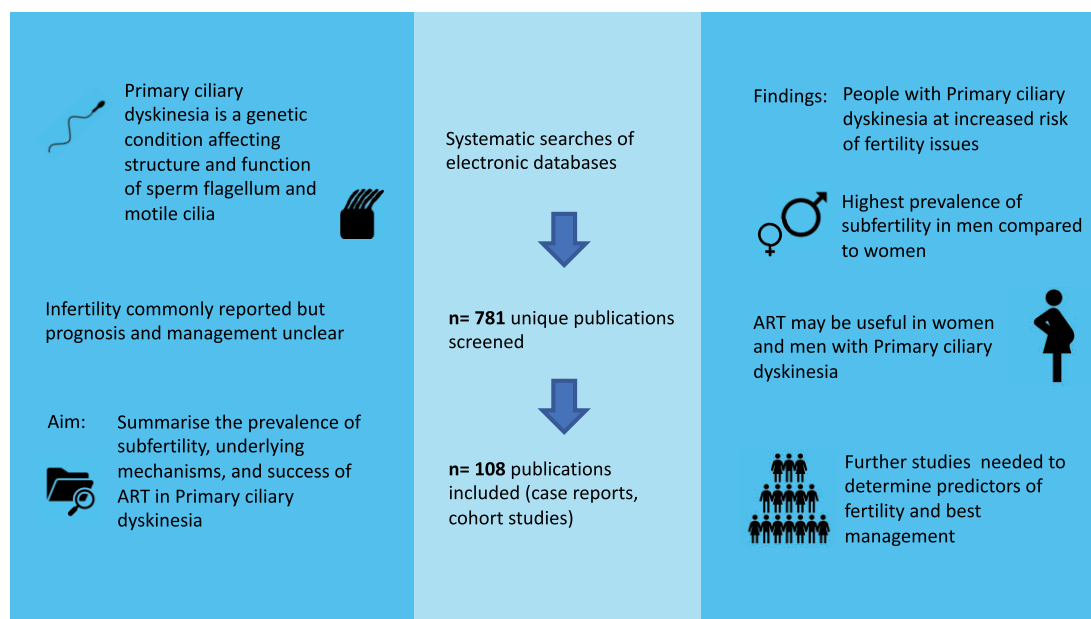 Primary ciliary
dyskinesia is a genetic
condition affecting
structure and function
of sperm flagellum and
motile cilia
Infertility commonly reported but
prognosis and management unclear
Aim: Summarise the prevalence of
subfertility, underlying
mechanisms, and success of
ART in Primary ciliary
dyskinesia
Systematic searches of
electronic databases
n= 781 unique publications
screened
n= 108 publications
included (case reports,
cohort studies)
Findings: People with Primary ciliary
dyskinesia at increased risk
of fertility issues
Highest prevalence of
subfertility in men compared
to women
ART may be useful in women
and men with Primary ciliary
dyskinesia
Further studies needed to
determine predictors of
fertility and best
management